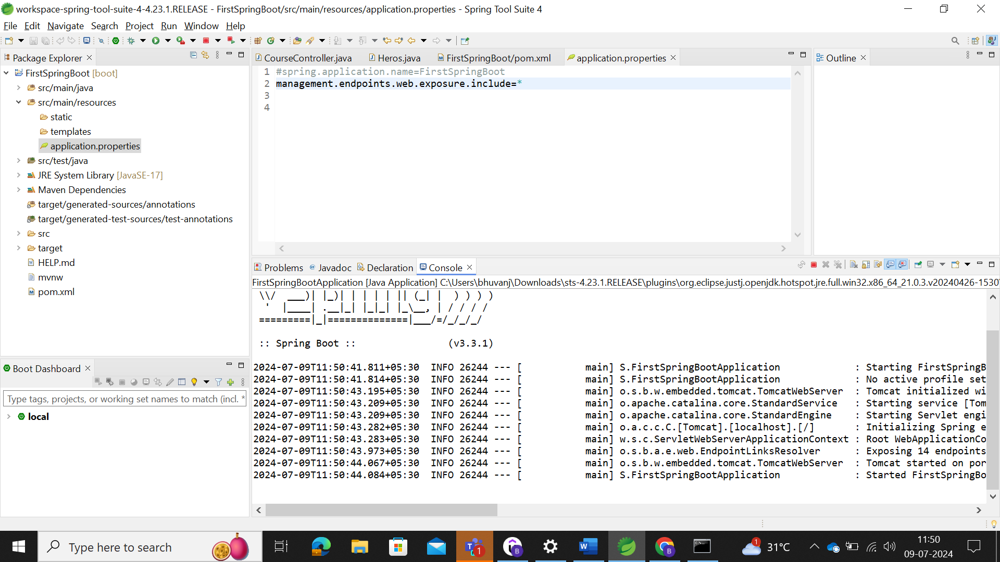 workspace-spring-tool-suite-4-4.23.1.RELEASE - FirstSpringBoot/src/main/resources/application.properties - Spring Tool Suite 4
File Edit Navigate Search Project Run Window Help
Package Explorer
FirstSpringBoot [boot]
src/main/java
src/main/resources
static
templates
application.properties
src/test/java
JRE System Library [JavaSE-17]
Maven Dependencies
target/generated-sources/annotations
target/generated-test-sources/test-annotations
src
target
HELP.md
mvnw
pom.xml
Boot Dashboard
Type tags, projects, or working set names to match (incl. *
local
CourseController.java Heros.java FirstSpringBoot/pom.xml application.properties
1 #spring.application.name=FirstSpringBoot
2 management.endpoints.web.exposure.include=*
3
4
Outline
Problems Javadoc Declaration Console
FirstSpringBootApplication [Java Application] C:\Users\bhuvanj\Downloads\sts-4.23.1.RELEASE\plugins\org.eclipse.justj.openjdk.hotspot.jre.full.win32.x86_64_21.0.3.v20240426-1530\
\\/  ___)| |_)| | | | | || (_| |  ) ) ) )
'  |____| .__|_| |_|_| |_\__, | / / / /
=========|_|==============|___/=/_/_/_/
:: Spring Boot :: (v3.3.1)
2024-07-09T11:50:41.811+05:30 INFO 26244 --- [ main] S.FirstSpringBootApplication : Starting FirstSpringB
2024-07-09T11:50:41.814+05:30 INFO 26244 --- [ main] S.FirstSpringBootApplication : No active profile set
2024-07-09T11:50:43.195+05:30 INFO 26244 --- [ main] o.s.b.w.embedded.tomcat.TomcatWebServer : Tomcat initialized wi
2024-07-09T11:50:43.209+05:30 INFO 26244 --- [ main] o.apache.catalina.core.StandardService : Starting service [Tom
2024-07-09T11:50:43.209+05:30 INFO 26244 --- [ main] o.apache.catalina.core.StandardEngine : Starting Servlet engi
2024-07-09T11:50:43.282+05:30 INFO 26244 --- [ main] o.a.c.c.C.[Tomcat].[localhost].[/] : Initializing Spring e
2024-07-09T11:50:43.283+05:30 INFO 26244 --- [ main] w.s.c.ServletWebServerApplicationContext : Root WebApplicationCo
2024-07-09T11:50:43.973+05:30 INFO 26244 --- [ main] o.s.b.a.e.web.EndpointLinksResolver : Exposing 14 endpoints
2024-07-09T11:50:44.067+05:30 INFO 26244 --- [ main] o.s.b.w.embedded.tomcat.TomcatWebServer : Tomcat started on por
2024-07-09T11:50:44.084+05:30 INFO 26244 --- [ main] S.FirstSpringBootApplication : Started FirstSpringBo
Type here to search
1
B
W
B
1
31°C
11:50
09-07-2024